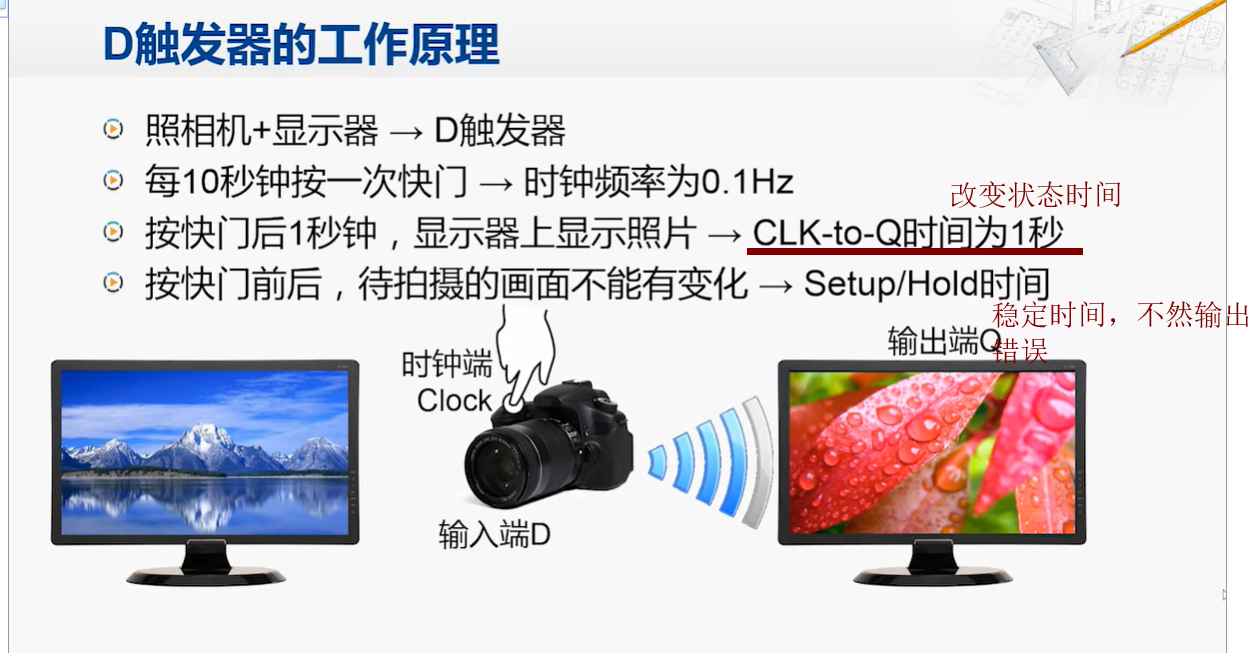 D触发器的工作原理
照相机+显示器 → D触发器
每10秒钟按一次快门 → 时钟频率为0.1Hz
改变状态时间
按快门后1秒钟，显示器上显示照片 → CLK-to-Q时间为1秒
按快门前后，待拍摄的画面不能有变化 → Setup/Hold时间
稳定时间，不然输出
错误
输出端Q
时钟端
Clock
输入端D